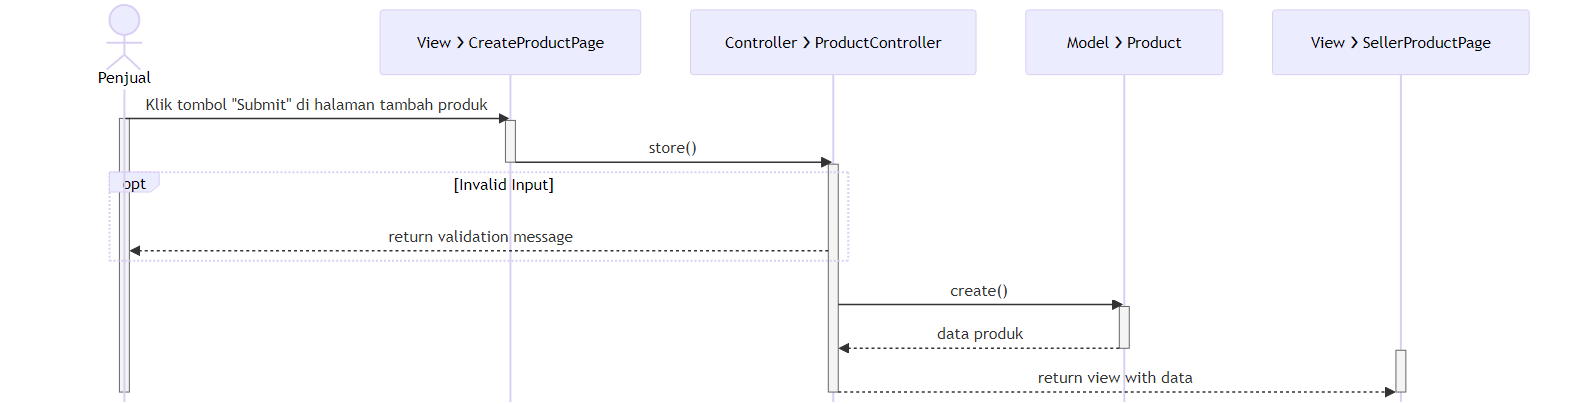 Penjual
View > CreateProductPage
Controller > ProductController
Model > Product
View > SellerProductPage
Klik tombol "Submit" di halaman tambah produk
store()
opt
[Invalid Input]
return validation message
create()
data produk
return view with data